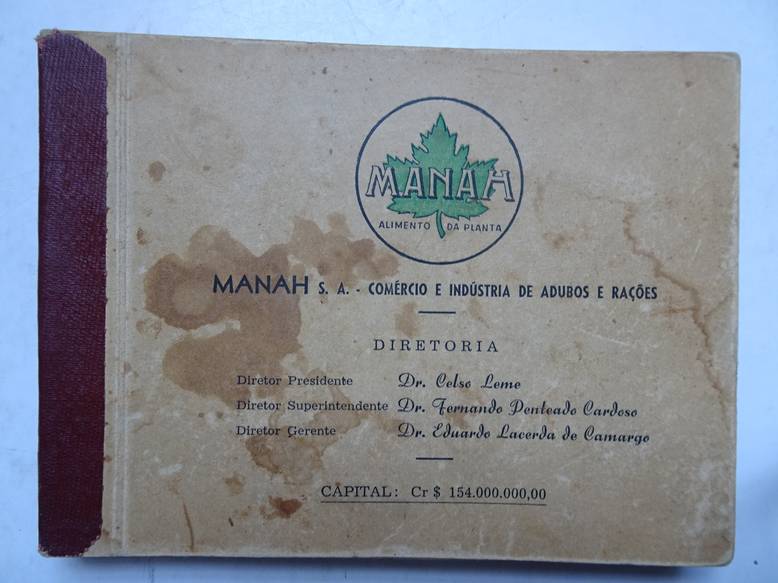 MANAH
ALIMENTO DA PLANTA
MANAH S. A. - COMÉRCIO E INDÚSTRIA DE ADUBOS E RAÇÕES
DIRETORIA
Diretor Presidente Dr. Celso Leme
Diretor Superintendente Dr. Fernando Penteado Cardoso
Diretor Gerente Dr. Eduardo Lacerda de Camargo
CAPITAL: Cr $ 154.000.000,00